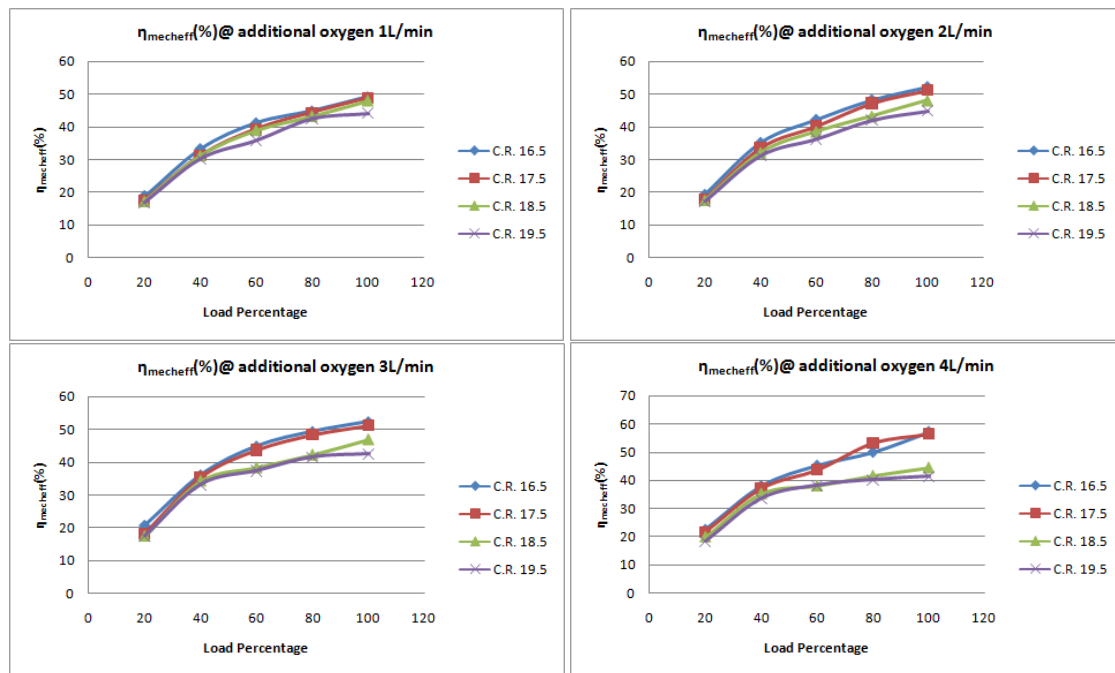 ηmecheff(%)@ additional oxygen 1L/min
60
50
40
30
20
10
0
ηmecheff(%)
0 20 40 60 80 100 120
Load Percentage
C.R. 16.5
C.R. 17.5
C.R. 18.5
C.R. 19.5
ηmecheff(%)@ additional oxygen 2L/min
60
50
40
30
20
10
0
ηmecheff(%)
0 20 40 60 80 100 120
Load Percentage
C.R. 16.5
C.R. 17.5
C.R. 18.5
C.R. 19.5
ηmecheff(%)@ additional oxygen 3L/min
60
50
40
30
20
10
0
ηmecheff(%)
0 20 40 60 80 100 120
Load Percentage
C.R. 16.5
C.R. 17.5
C.R. 18.5
C.R. 19.5
ηmecheff(%)@ additional oxygen 4L/min
70
60
50
40
30
20
10
0
ηmecheff(%)
0 20 40 60 80 100 120
Load Percentage
C.R. 16.5
C.R. 17.5
C.R. 18.5
C.R. 19.5